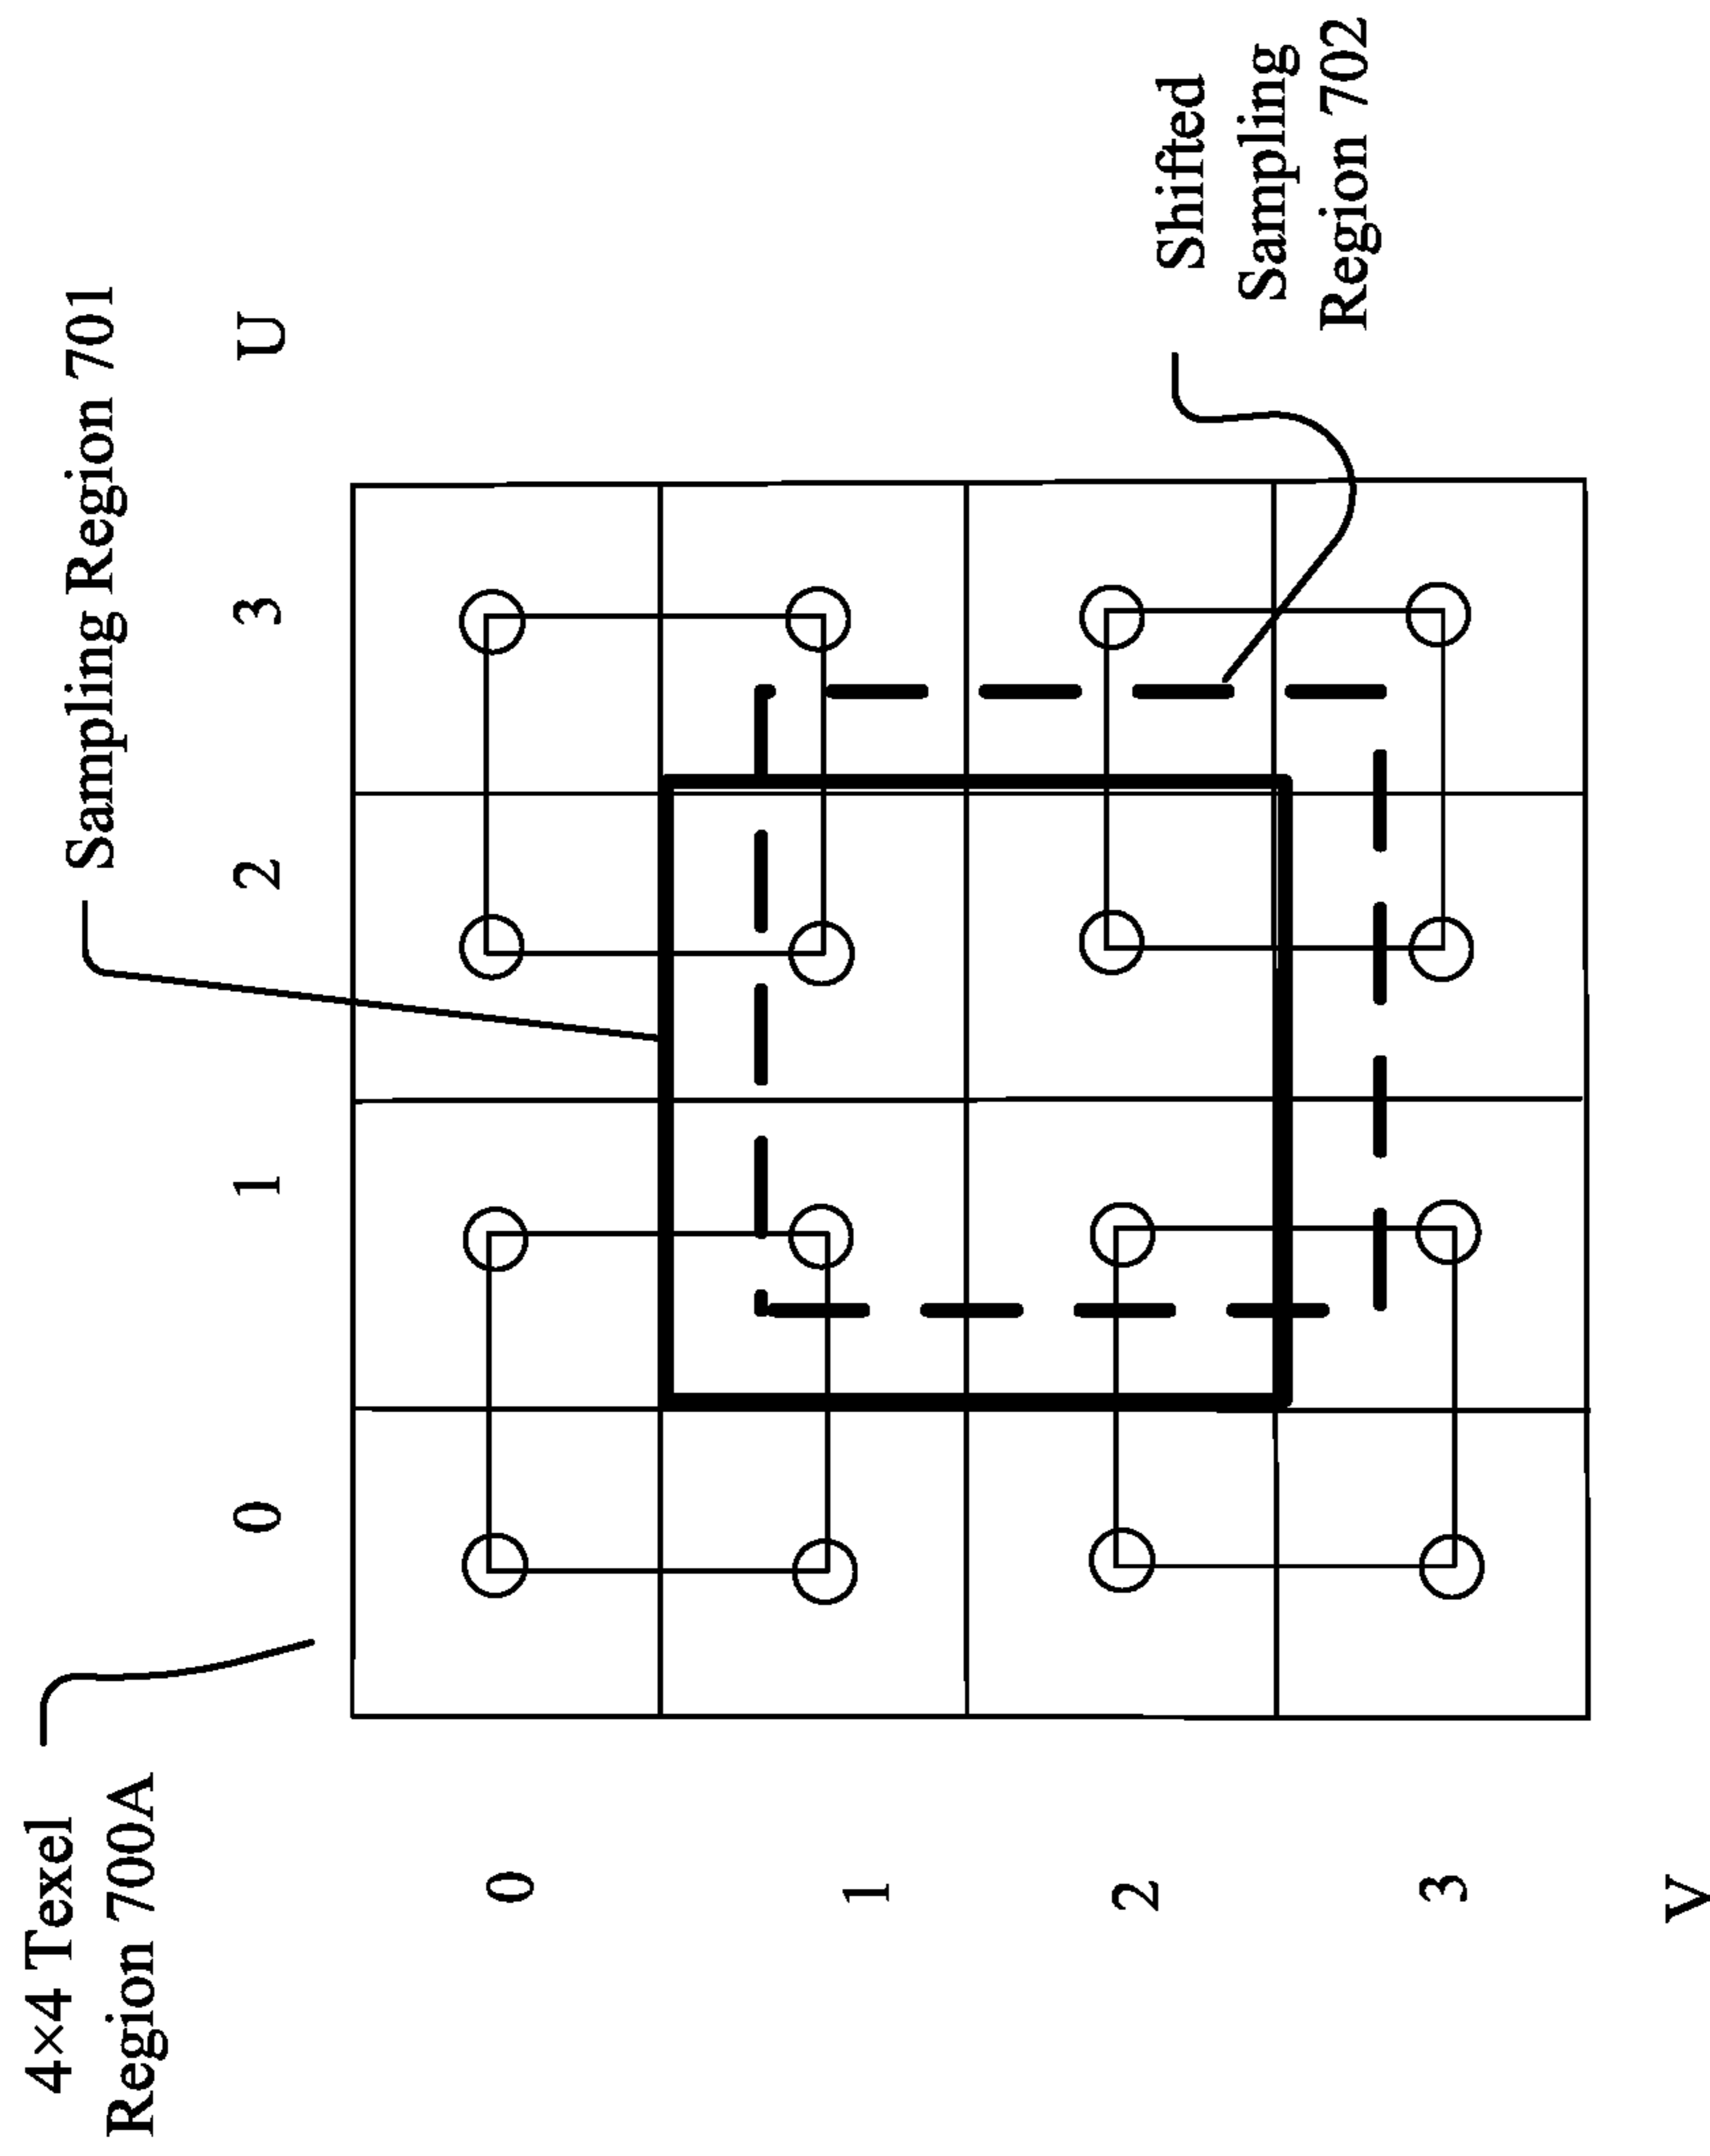 4×4 Texel
Region 700A
Sampling Region 701
0 1 2 3 U
0
1
2
3
V
Shifted
Sampling
Region 702